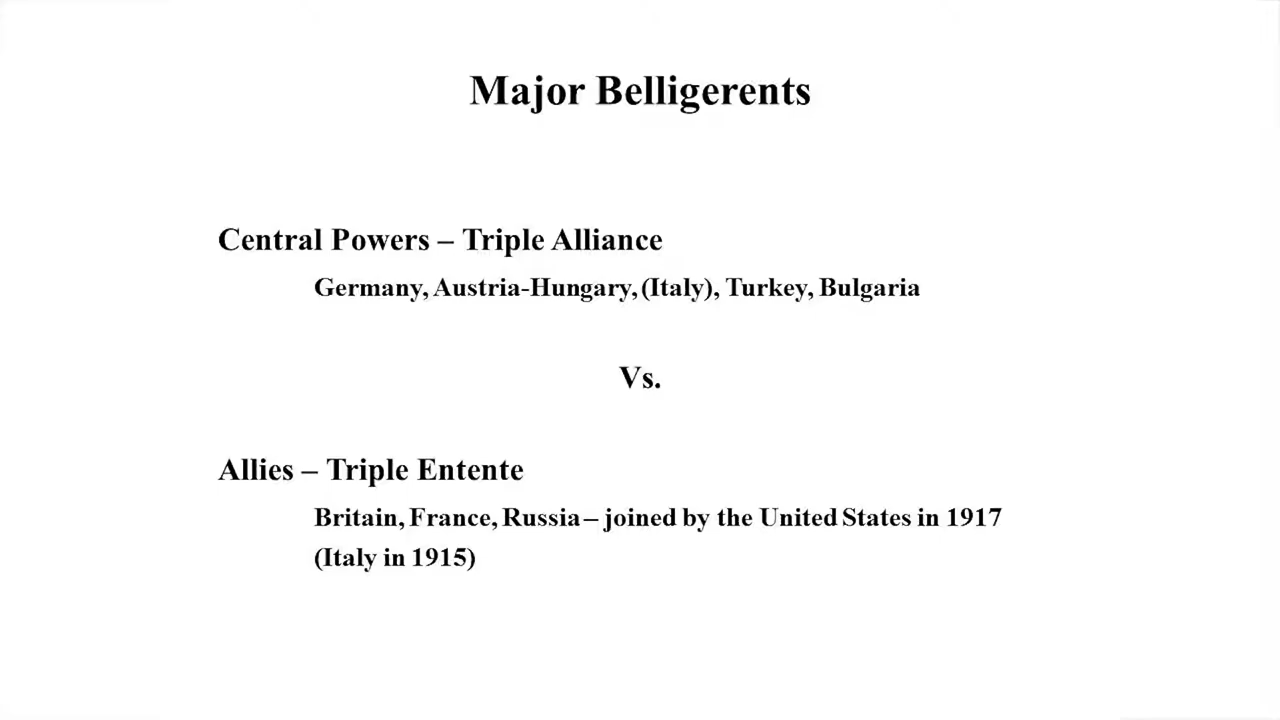 Major Belligerents
Central Powers – Triple Alliance
Germany, Austria-Hungary, (Italy), Turkey, Bulgaria
Vs.
Allies – Triple Entente
Britain, France, Russia – joined by the United States in 1917
(Italy in 1915)